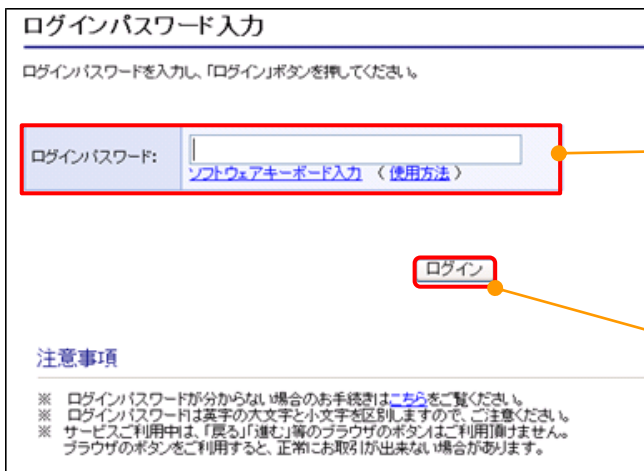 ログインパスワード入力
ログインパスワードを入力し、「ログイン」ボタンを押してください。
ログインパスワード:
ソフトウェアキーボード入力 （使用方法）
ログイン
注意事項
※ ログインパスワードが分からない場合のお手続きはこちらをご覧ください。
※ ログインパスワードは英字の大文字と小文字を区別しますので、ご注意ください。
※ サービスご利用中は、「戻る」「進む」等のブラウザのボタンはご利用頂けません。
ブラウザのボタンをご利用すると、正常にお取引が出来ない場合があります。